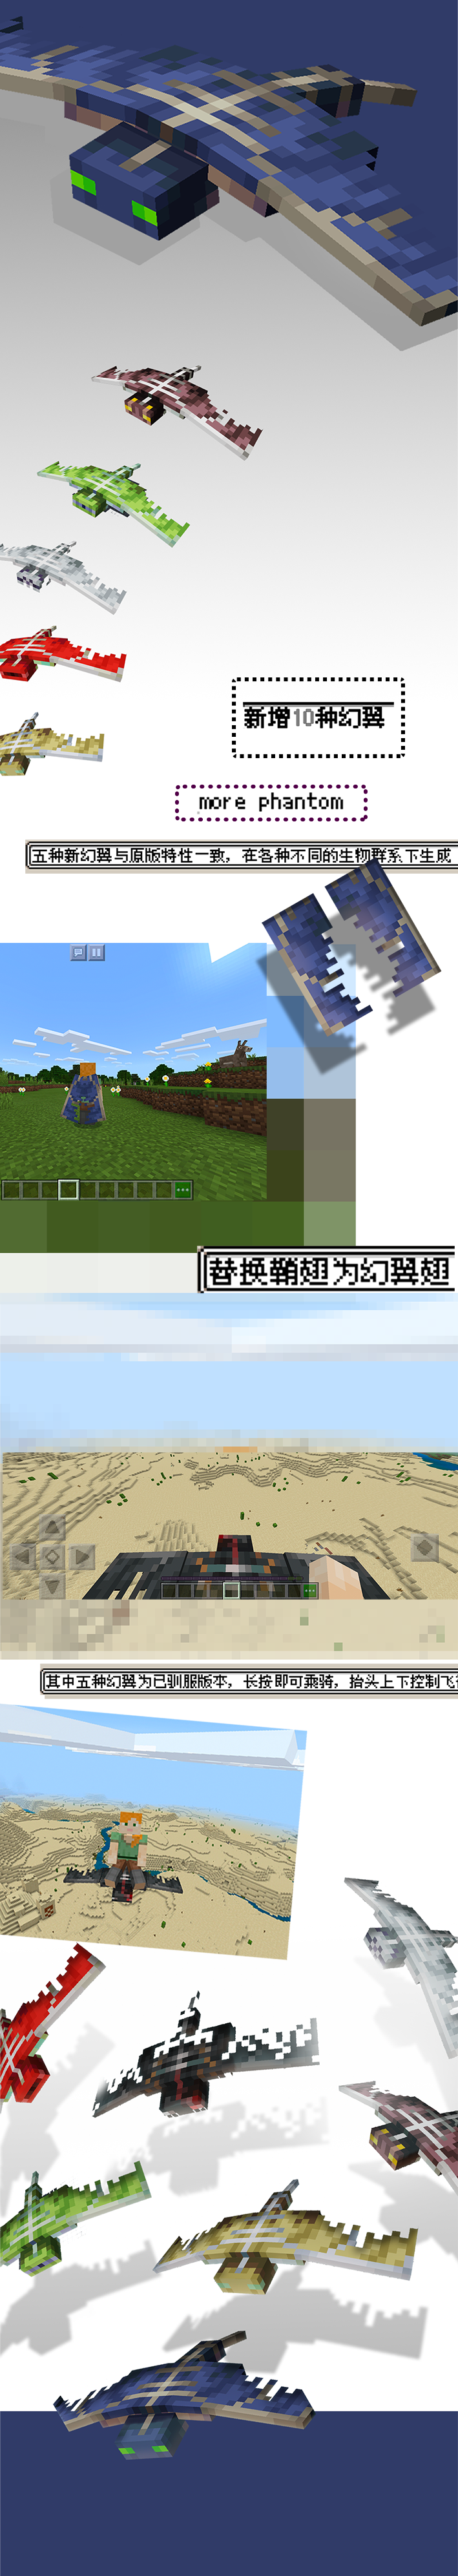 新增10种幻翼
more phantom
五种新幻翼与原版特性一致，在各种不同的生物群系下生成
替换鞘翅为幻翼翅
其中五种幻翼为已驯服版本，长按即可乘骑，抬头上下控制飞